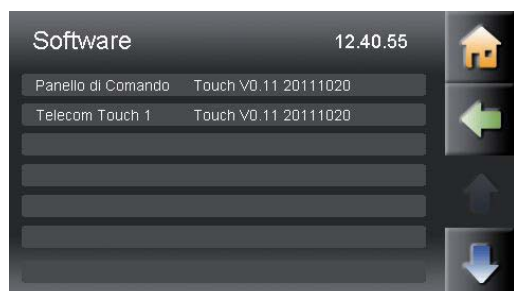 Software 12.40.55
Panello di Comando Touch V0.11 20111020
Telecom Touch 1 Touch V0.11 20111020